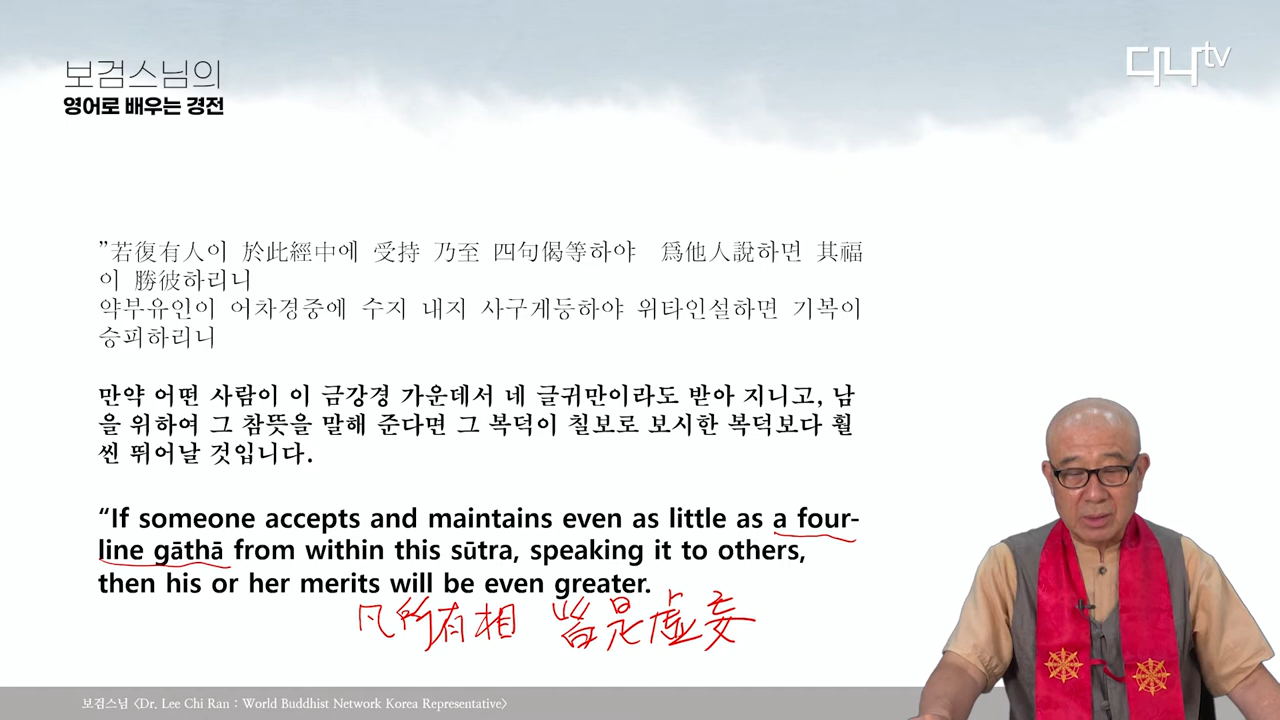 보검스님의
영어로 배우는 경전
다나tv
”若復有人이 於此經中에 受持 乃至 四句偈等하야 爲他人說하면 其福
이 勝彼하리니
약부유인이 어차경중에 수지 내지 사구게등하야 위타인설하면 기복이
승피하리니
만약 어떤 사람이 이 금강경 가운데서 네 글귀만이라도 받아 지니고, 남
을 위하여 그 참뜻을 말해 준다면 그 복덕이 칠보로 보시한 복덕보다 훨
씬 뛰어날 것입니다.
“If someone accepts and maintains even as little as a four-
line gāthā from within this sūtra, speaking it to others,
then his or her merits will be even greater.
凡所有相 皆是虛妄
보검스님 <Dr. Lee Chi Ran : World Buddhist Network Korea Representative>